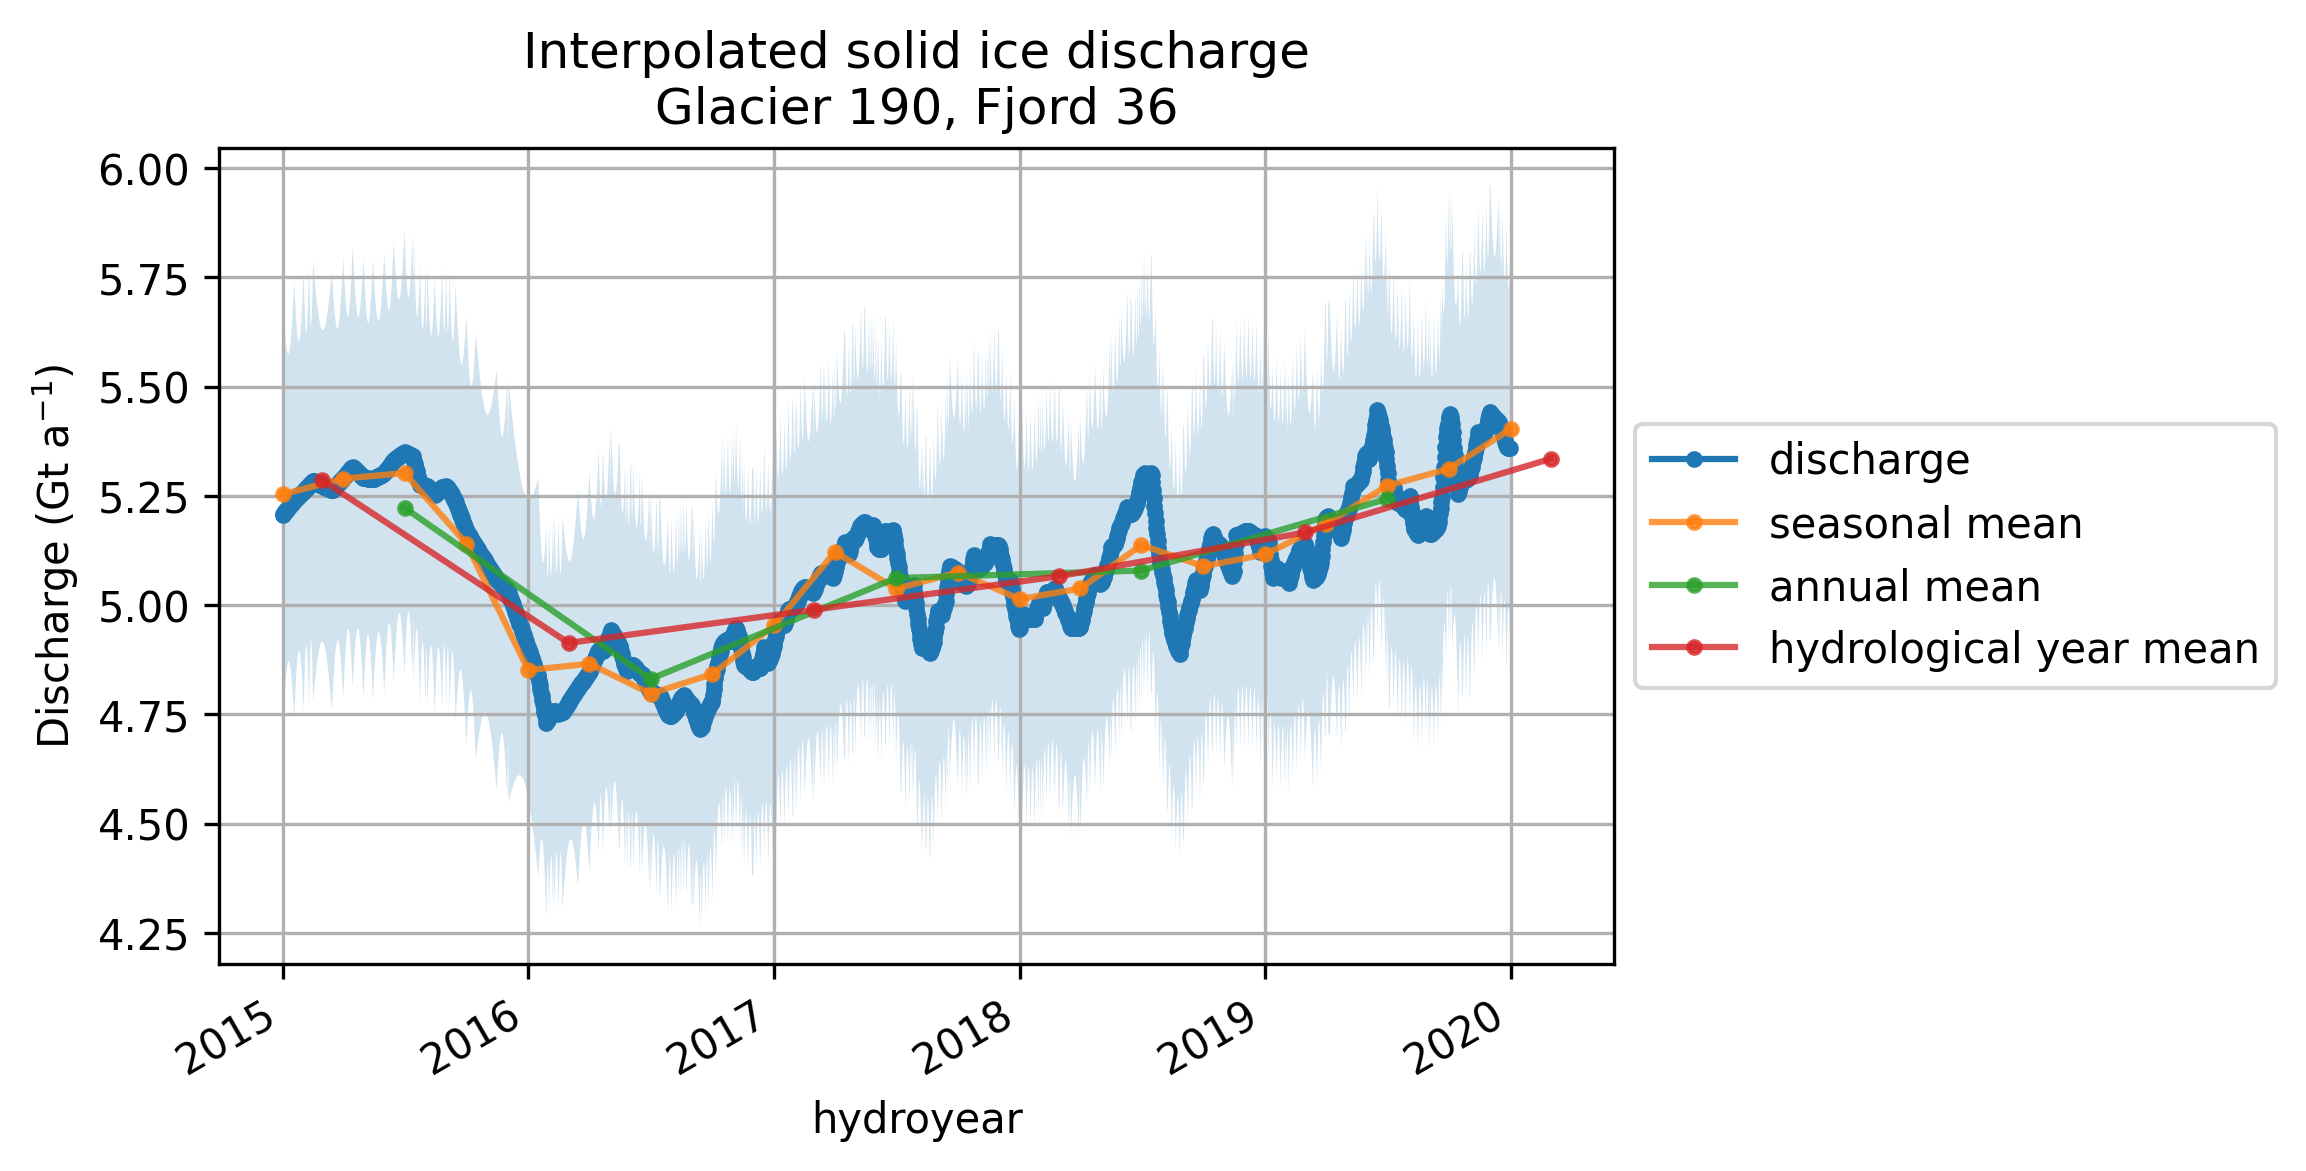 Interpolated solid ice discharge
Glacier 190, Fjord 36
Discharge (Gt a⁻¹)
6.00
5.75
5.50
5.25
5.00
4.75
4.50
4.25
2015
2016
2017
2018
2019
2020
hydroyear
discharge
seasonal mean
annual mean
hydrological year mean